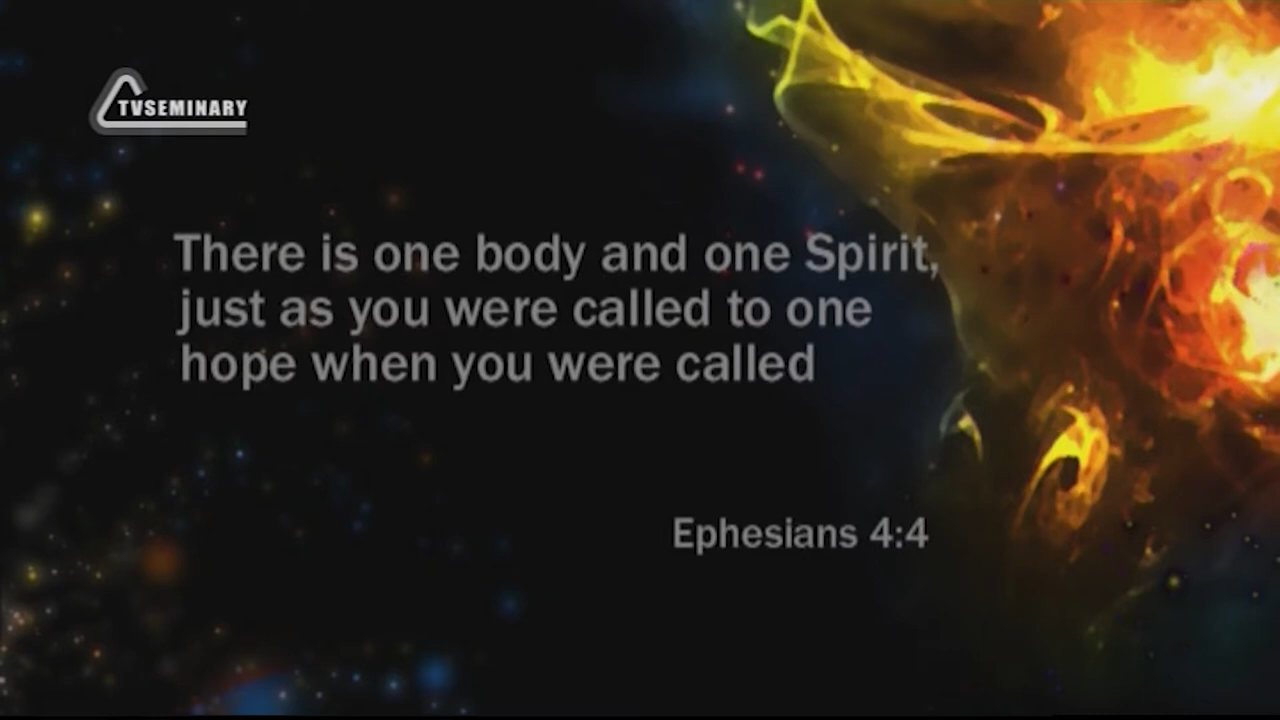 TVSEMINARY
There is one body and one Spirit,
just as you were called to one
hope when you were called
Ephesians 4:4